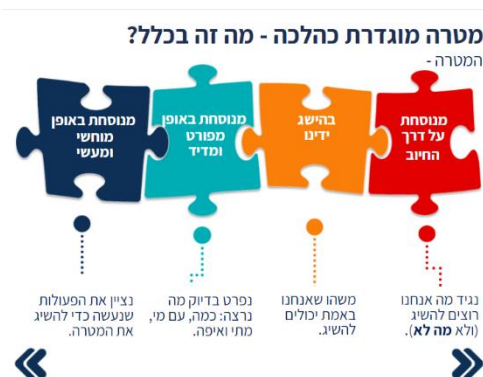 מטרה מוגדרת כהלכה - מה זה בכלל?
המטרה -
מנוסחת
על דרך
החיוב
בהישג
ידינו
מנוסחת באופן
מפורט
ומדיד
מנוסחת באופן
מוחשי
ומעשי
נגיד מה אנחנו
רוצים להשיג
(ולא מה לא).
משהו שאנחנו
באמת יכולים
להשיג.
נפרט בדיוק מה
נרצה: כמה, עם מי,
מתי ואיפה.
נציין את הפעולות
שנעשה כדי להשיג
את המטרה.